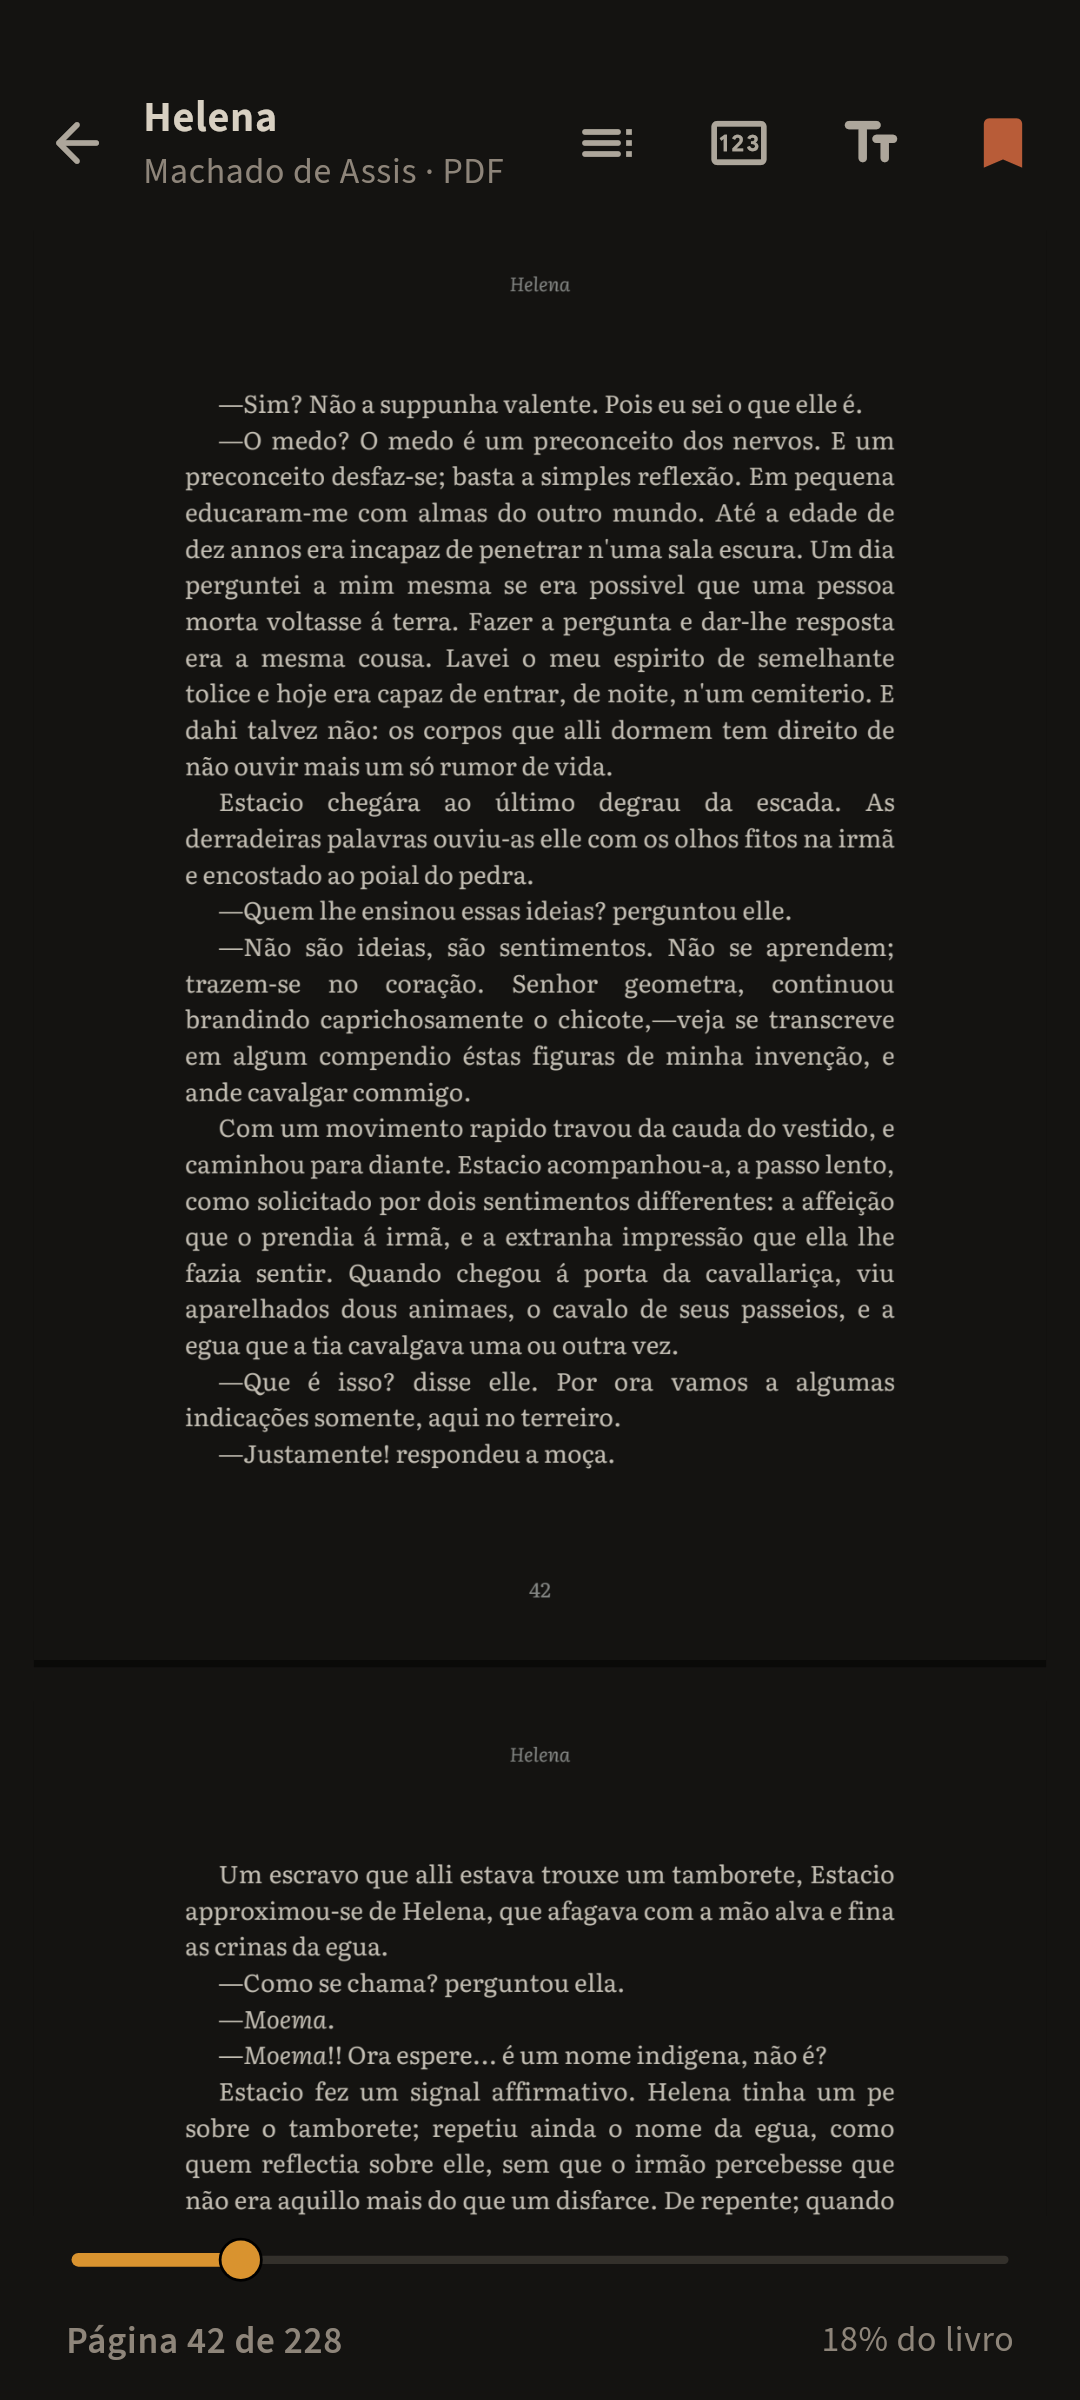 Helena
Machado de Assis · PDF
123
Tт
Helena
—Sim? Não a suppunha valente. Pois eu sei o que elle é.
—O medo? O medo é um preconceito dos nervos. E um
preconceito desfaz-se; basta a simples reflexão. Em pequena
educaram-me com almas do outro mundo. Até a edade de
dez annos era incapaz de penetrar n'uma sala escura. Um dia
perguntei a mim mesma se era possivel que uma pessoa
morta voltasse á terra. Fazer a pergunta e dar-lhe resposta
era a mesma cousa. Lavei o meu espirito de semelhante
tolice e hoje era capaz de entrar, de noite, n'um cemiterio. E
dahi talvez não: os corpos que alli dormem tem direito de
não ouvir mais um só rumor de vida.
Estacio chegára ao último degrau da escada. As
derradeiras palavras ouviu-as elle com os olhos fitos na irmã
e encostado ao poial do pedra.
—Quem lhe ensinou essas ideias? perguntou elle.
—Não são ideias, são sentimentos. Não se aprendem;
trazem-se no coração. Senhor geometra, continuou
brandindo caprichosamente o chicote,—veja se transcreve
em algum compendio éstas figuras de minha invenção, e
ande cavalgar commigo.
Com um movimento rapido travou da cauda do vestido, e
caminhou para diante. Estacio acompanhou-a, a passo lento,
como solicitado por dois sentimentos differentes: a affeição
que o prendia á irmã, e a extranha impressão que ella lhe
fazia sentir. Quando chegou á porta da cavallariça, viu
aparelhados dous animaes, o cavalo de seus passeios, e a
egua que a tia cavalgava uma ou outra vez.
—Que é isso? disse elle. Por ora vamos a algumas
indicações somente, aqui no terreiro.
—Justamente! respondeu a moça.
42
Helena
Um escravo que alli estava trouxe um tamborete, Estacio
approximou-se de Helena, que afagava com a mão alva e fina
as crinas da egua.
—Como se chama? perguntou ella.
—Moema.
—Moema!! Ora espere... é um nome indigena, não é?
Estacio fez um signal affirmativo. Helena tinha um pe
sobre o tamborete; repetiu ainda o nome da egua, como
quem reflectia sobre elle, sem que o irmão percebesse que
não era aquillo mais do que um disfarce. De repente; quando
Página 42 de 228
18% do livro